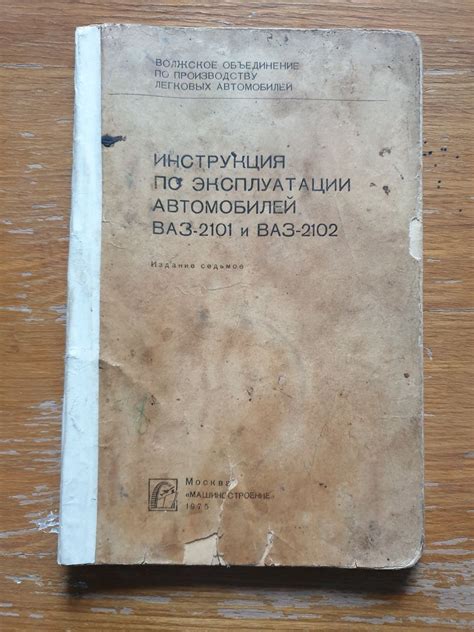 ВОЛЖСКОЕ ОБЪЕДИНЕНИЕ
ПО ПРОИЗВОДСТВУ
ЛЕГКОВЫХ АВТОМОБИЛЕЙ
ИНСТРУКЦИЯ
ПО ЭКСПЛУАТАЦИИ
АВТОМОБИЛЕЙ
ВАЗ-2101 и ВАЗ-2102
Издание седьмое
Москва
«МАШИНОСТРОЕНИЕ»
1975